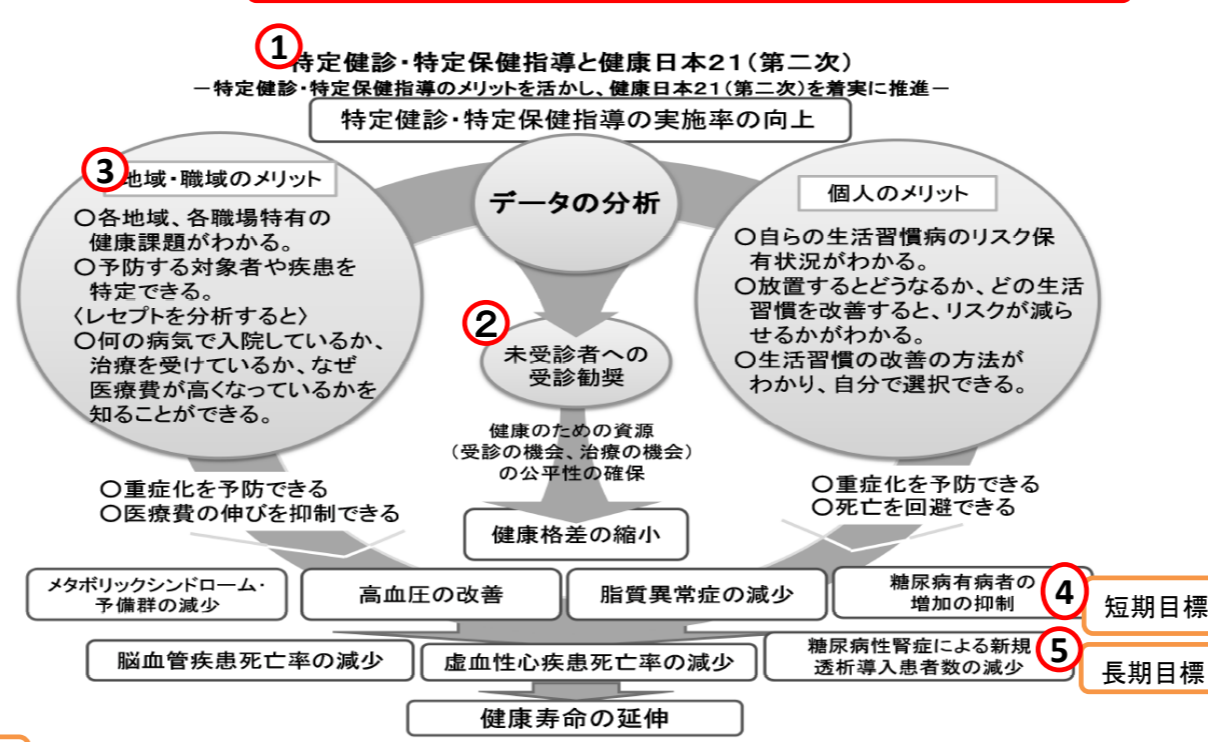 ①
特定健診・特定保健指導と健康日本21(第二次)
－特定健診・特定保健指導のメリットを活かし、健康日本21(第二次)を着実に推進－
特定健診・特定保健指導の実施率の向上
③
地域・職域のメリット
○各地域、各職場特有の
健康課題がわかる。
○予防する対象者や疾患を
特定できる。
〈レセプトを分析すると〉
○何の病気で入院しているか、
治療を受けているか、なぜ
医療費が高くなっているかを
知ることができる。
データの分析
個人のメリット
○自らの生活習慣病のリスク保
有状況がわかる。
○放置するとどうなるか、どの生活
習慣を改善すると、リスクが減ら
せるかがわかる。
○生活習慣の改善の方法が
わかり、自分で選択できる。
②
未受診者への
受診勧奨
健康のための資源
(受診の機会、治療の機会)
の公平性の確保
○重症化を予防できる
○医療費の伸びを抑制できる
○重症化を予防できる
○死亡を回避できる
健康格差の縮小
メタボリックシンドローム・
予備群の減少
高血圧の改善
脂質異常症の減少
糖尿病有病者の
増加の抑制
④
短期目標
脳血管疾患死亡率の減少
虚血性心疾患死亡率の減少
糖尿病性腎症による新規
透析導入患者数の減少
⑤
長期目標
健康寿命の延伸